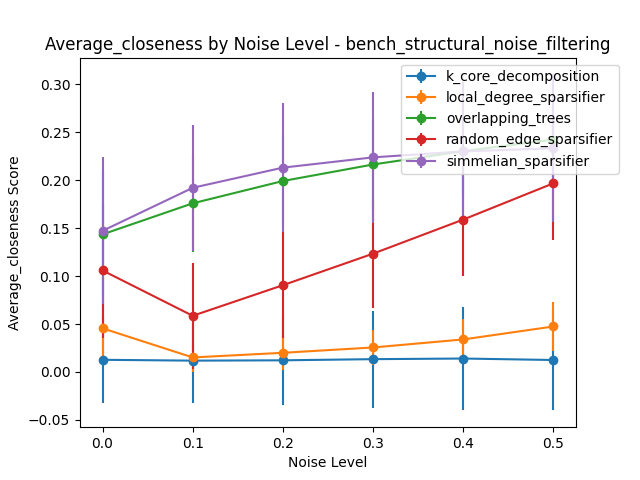 Average_closeness by Noise Level - bench_structural_noise_filtering
k_core_decomposition
local_degree_sparsifier
overlapping_trees
random_edge_sparsifier
simmelian_sparsifier
Average_closeness Score
0.30
0.25
0.20
0.15
0.10
0.05
0.00
−0.05
0.0 0.1 0.2 0.3 0.4 0.5
Noise Level